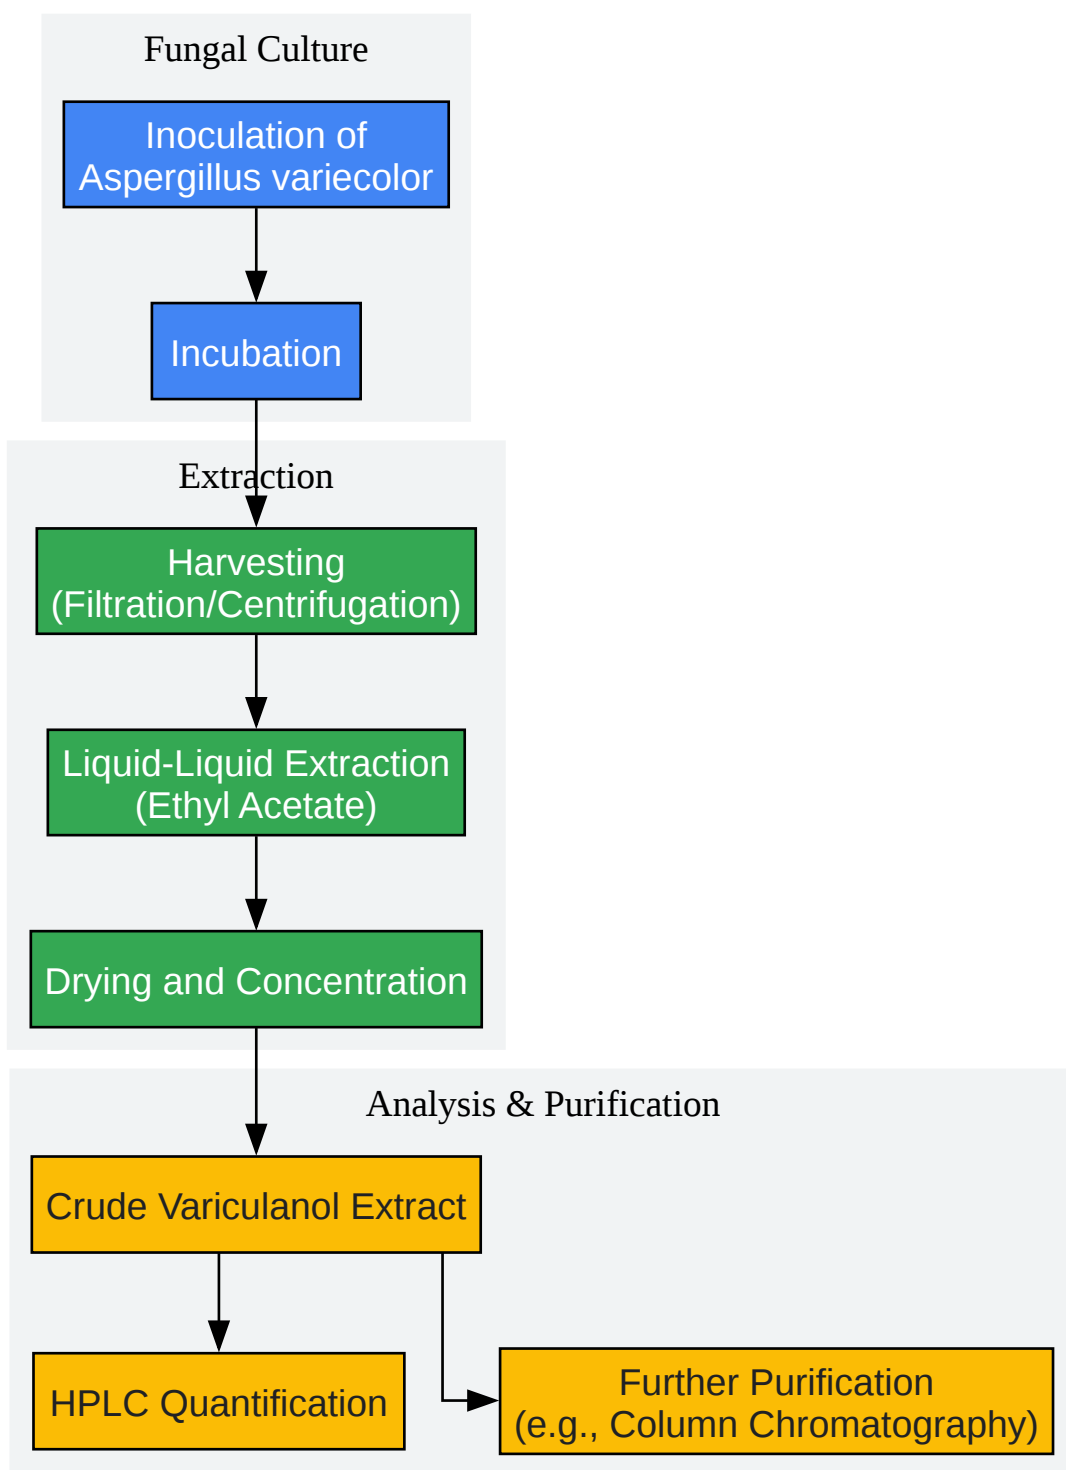 Fungal Culture
Inoculation of
Aspergillus variecolor
Incubation
Extraction
Harvesting
(Filtration/Centrifugation)
Liquid-Liquid Extraction
(Ethyl Acetate)
Drying and Concentration
Analysis & Purification
Crude Variculanol Extract
HPLC Quantification
Further Purification
(e.g., Column Chromatography)